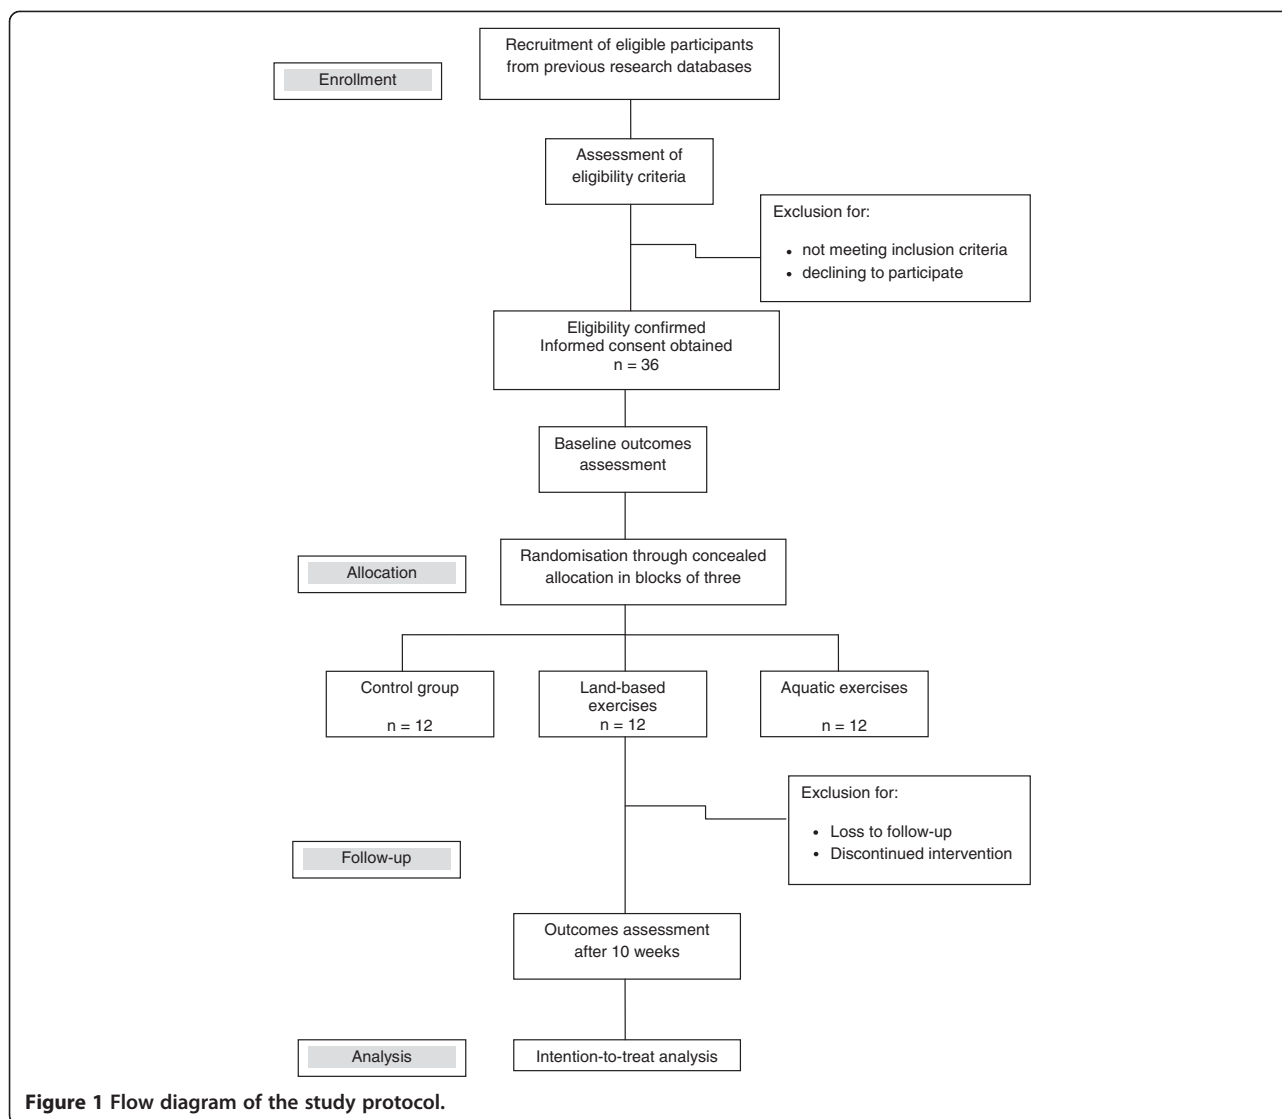 Recruitment of eligible participants
from previous research databases
Enrollment
Assessment of
eligibility criteria
Exclusion for:
• not meeting inclusion criteria
• declining to participate
Eligibility confirmed
Informed consent obtained
n = 36
Baseline outcomes
assessment
Randomisation through concealed
allocation in blocks of three
Allocation
Control group
n = 12
Land-based
exercises
n = 12
Aquatic exercises
n = 12
Exclusion for:
• Loss to follow-up
• Discontinued intervention
Follow-up
Outcomes assessment
after 10 weeks
Analysis
Intention-to-treat analysis
Figure 1 Flow diagram of the study protocol.